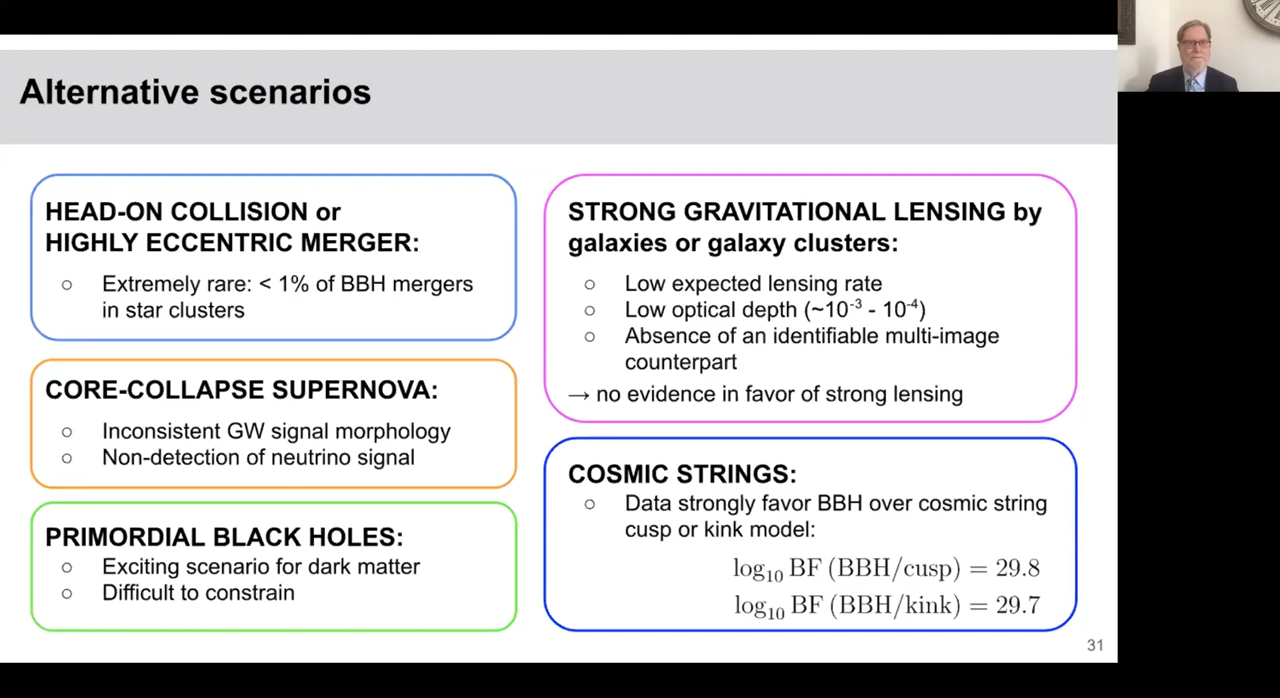 Alternative scenarios
HEAD-ON COLLISION or
HIGHLY ECCENTRIC MERGER:
○ Extremely rare: < 1% of BBH mergers
in star clusters
CORE-COLLAPSE SUPERNOVA:
○ Inconsistent GW signal morphology
○ Non-detection of neutrino signal
PRIMORDIAL BLACK HOLES:
○ Exciting scenario for dark matter
○ Difficult to constrain
STRONG GRAVITATIONAL LENSING by
galaxies or galaxy clusters:
○ Low expected lensing rate
○ Low optical depth (~10⁻³ - 10⁻⁴)
○ Absence of an identifiable multi-image
counterpart
→ no evidence in favor of strong lensing
COSMIC STRINGS:
○ Data strongly favor BBH over cosmic string
cusp or kink model:
log₁₀ BF (BBH/cusp) = 29.8
log₁₀ BF (BBH/kink) = 29.7
31